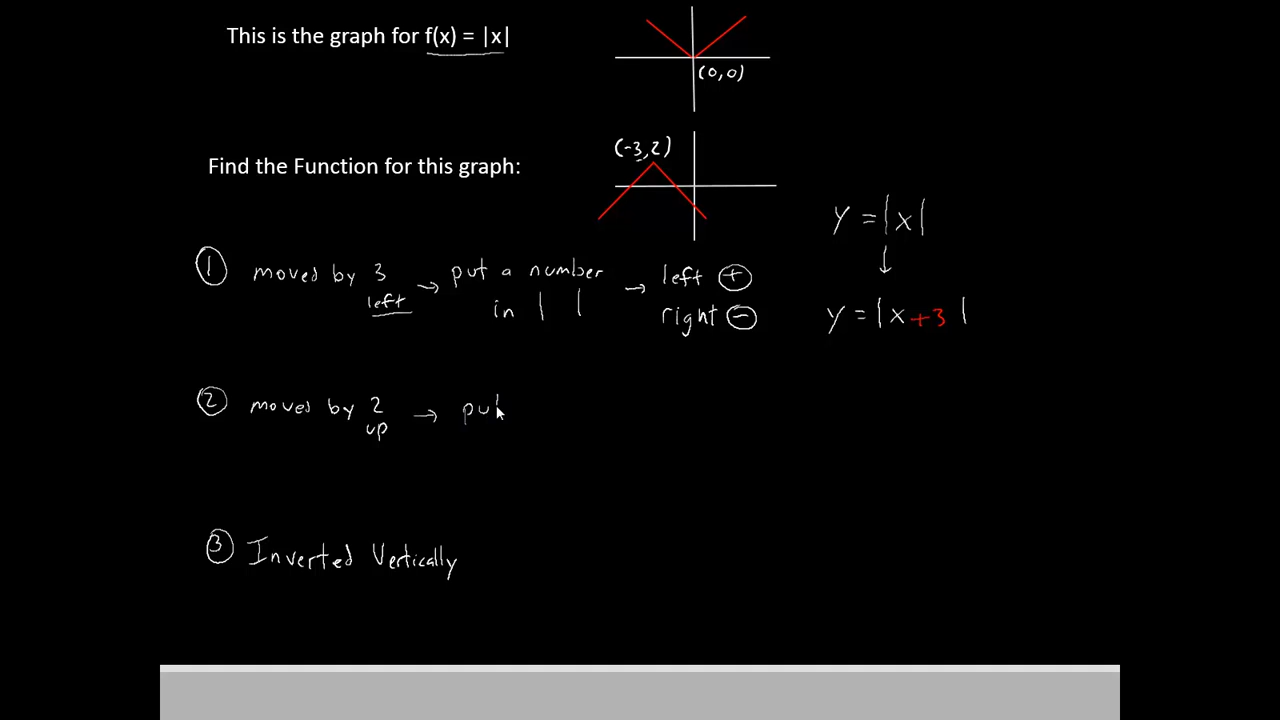 This is the graph for f(x) = |x|
(0,0)
(-3,2)
Find the Function for this graph:
y = |x|
↓
y = |x +3 |
① moved by 3 → put a number → left ⊕
left in | | right ⊖
② moves by 2 → put
up
③ Inverted Vertically